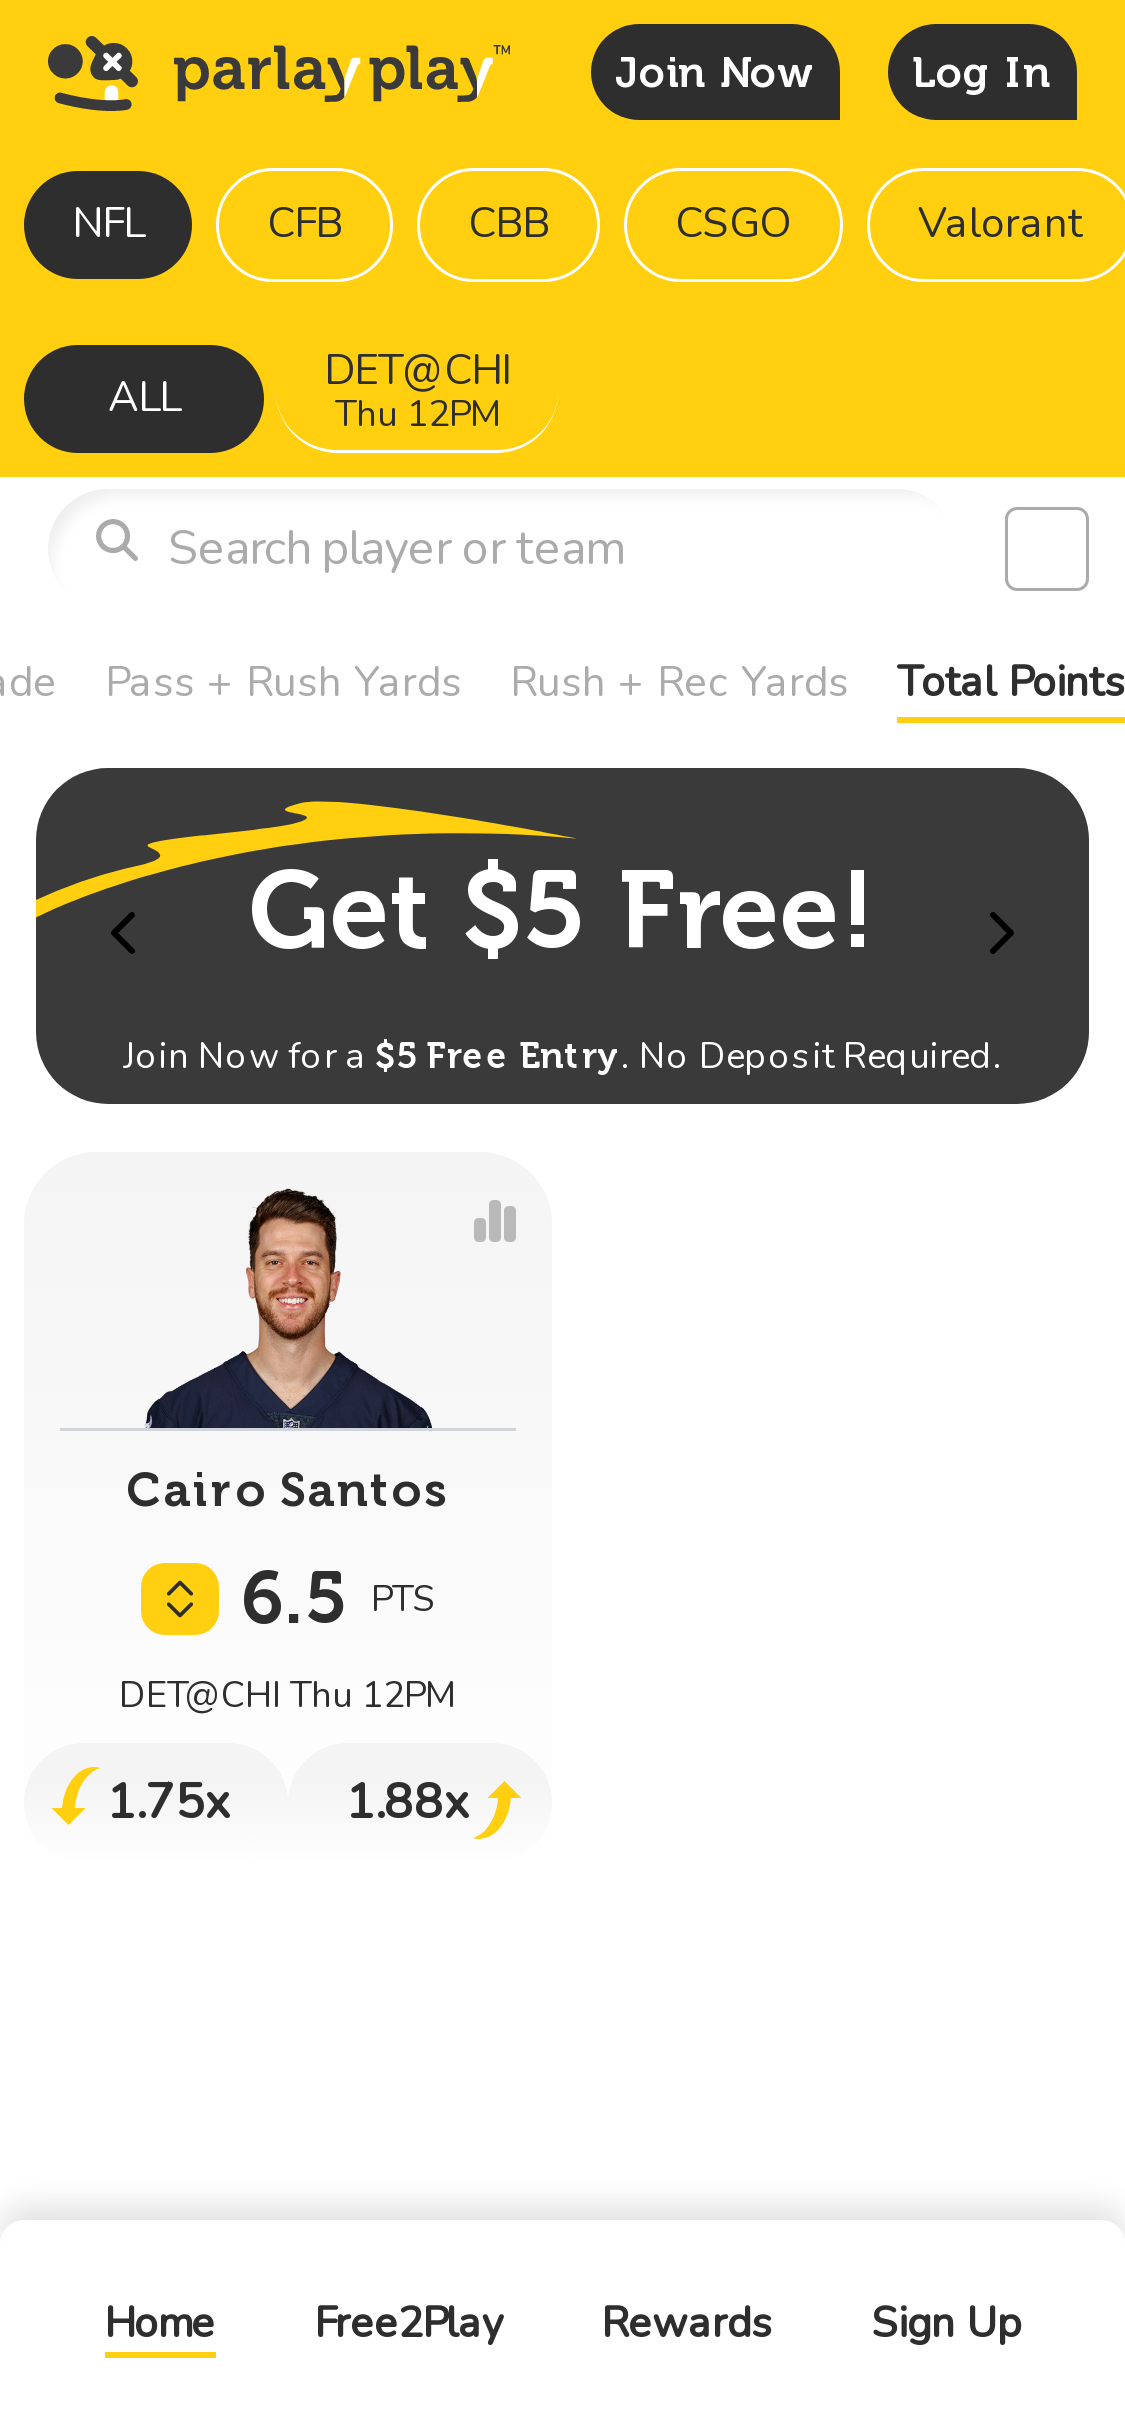 parlayplay™
Join Now
Log In
NFL
CFB
CBB
CSGO
Valorant
ALL
DET@CHI
Thu 12PM
Search player or team
ade
Pass + Rush Yards
Rush + Rec Yards
Total Points
Get $5 Free!
Join Now for a $5 Free Entry. No Deposit Required.
Cairo Santos
6.5 PTS
DET@CHI Thu 12PM
1.75x
1.88x
Home
Free2Play
Rewards
Sign Up